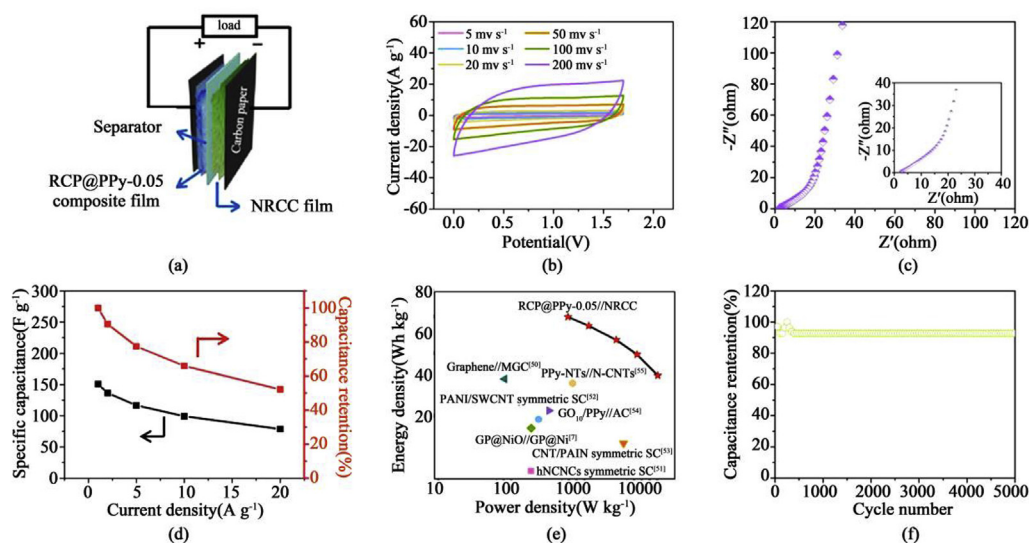 load
+
−
Separator
Carbon paper
RCP@PPy-0.05
composite film
NRCC film
(a)
Current density(A g⁻¹)
60
40
20
0
-20
-40
-60
5 mv s⁻¹
10 mv s⁻¹
20 mv s⁻¹
50 mv s⁻¹
100 mv s⁻¹
200 mv s⁻¹
0.0 0.5 1.0 1.5 2.0
Potential(V)
(b)
-Z″(ohm)
120
100
80
60
40
20
0
0 20 40 60 80 100 120
Z′(ohm)
-Z″(ohm)
40
30
20
10
0
0 10 20 30 40
Z′(ohm)
(c)
Specific capacitance(F g⁻¹)
300
250
200
150
100
50
0
0 5 10 15 20
Current density(A g⁻¹)
100
80
60
40
20
0
Capacitance retention(%)
(d)
Energy density(Wh kg⁻¹)
80
60
40
20
RCP@PPy-0.05//NRCC
Graphene//MGC[50]
PPy-NTs//N-CNTs[55]
PANI/SWCNT symmetric SC[52]
GO₁₀/PPy//AC[54]
GP@NiO//GP@Ni[7]
CNT/PAIN symmetric SC[53]
hNCNCs symmetric SC[51]
10 100 1000 10000
Power density(W kg⁻¹)
(e)
Capacitance retention(%)
120
100
80
60
40
20
0
0 1000 2000 3000 4000 5000
Cycle number
(f)